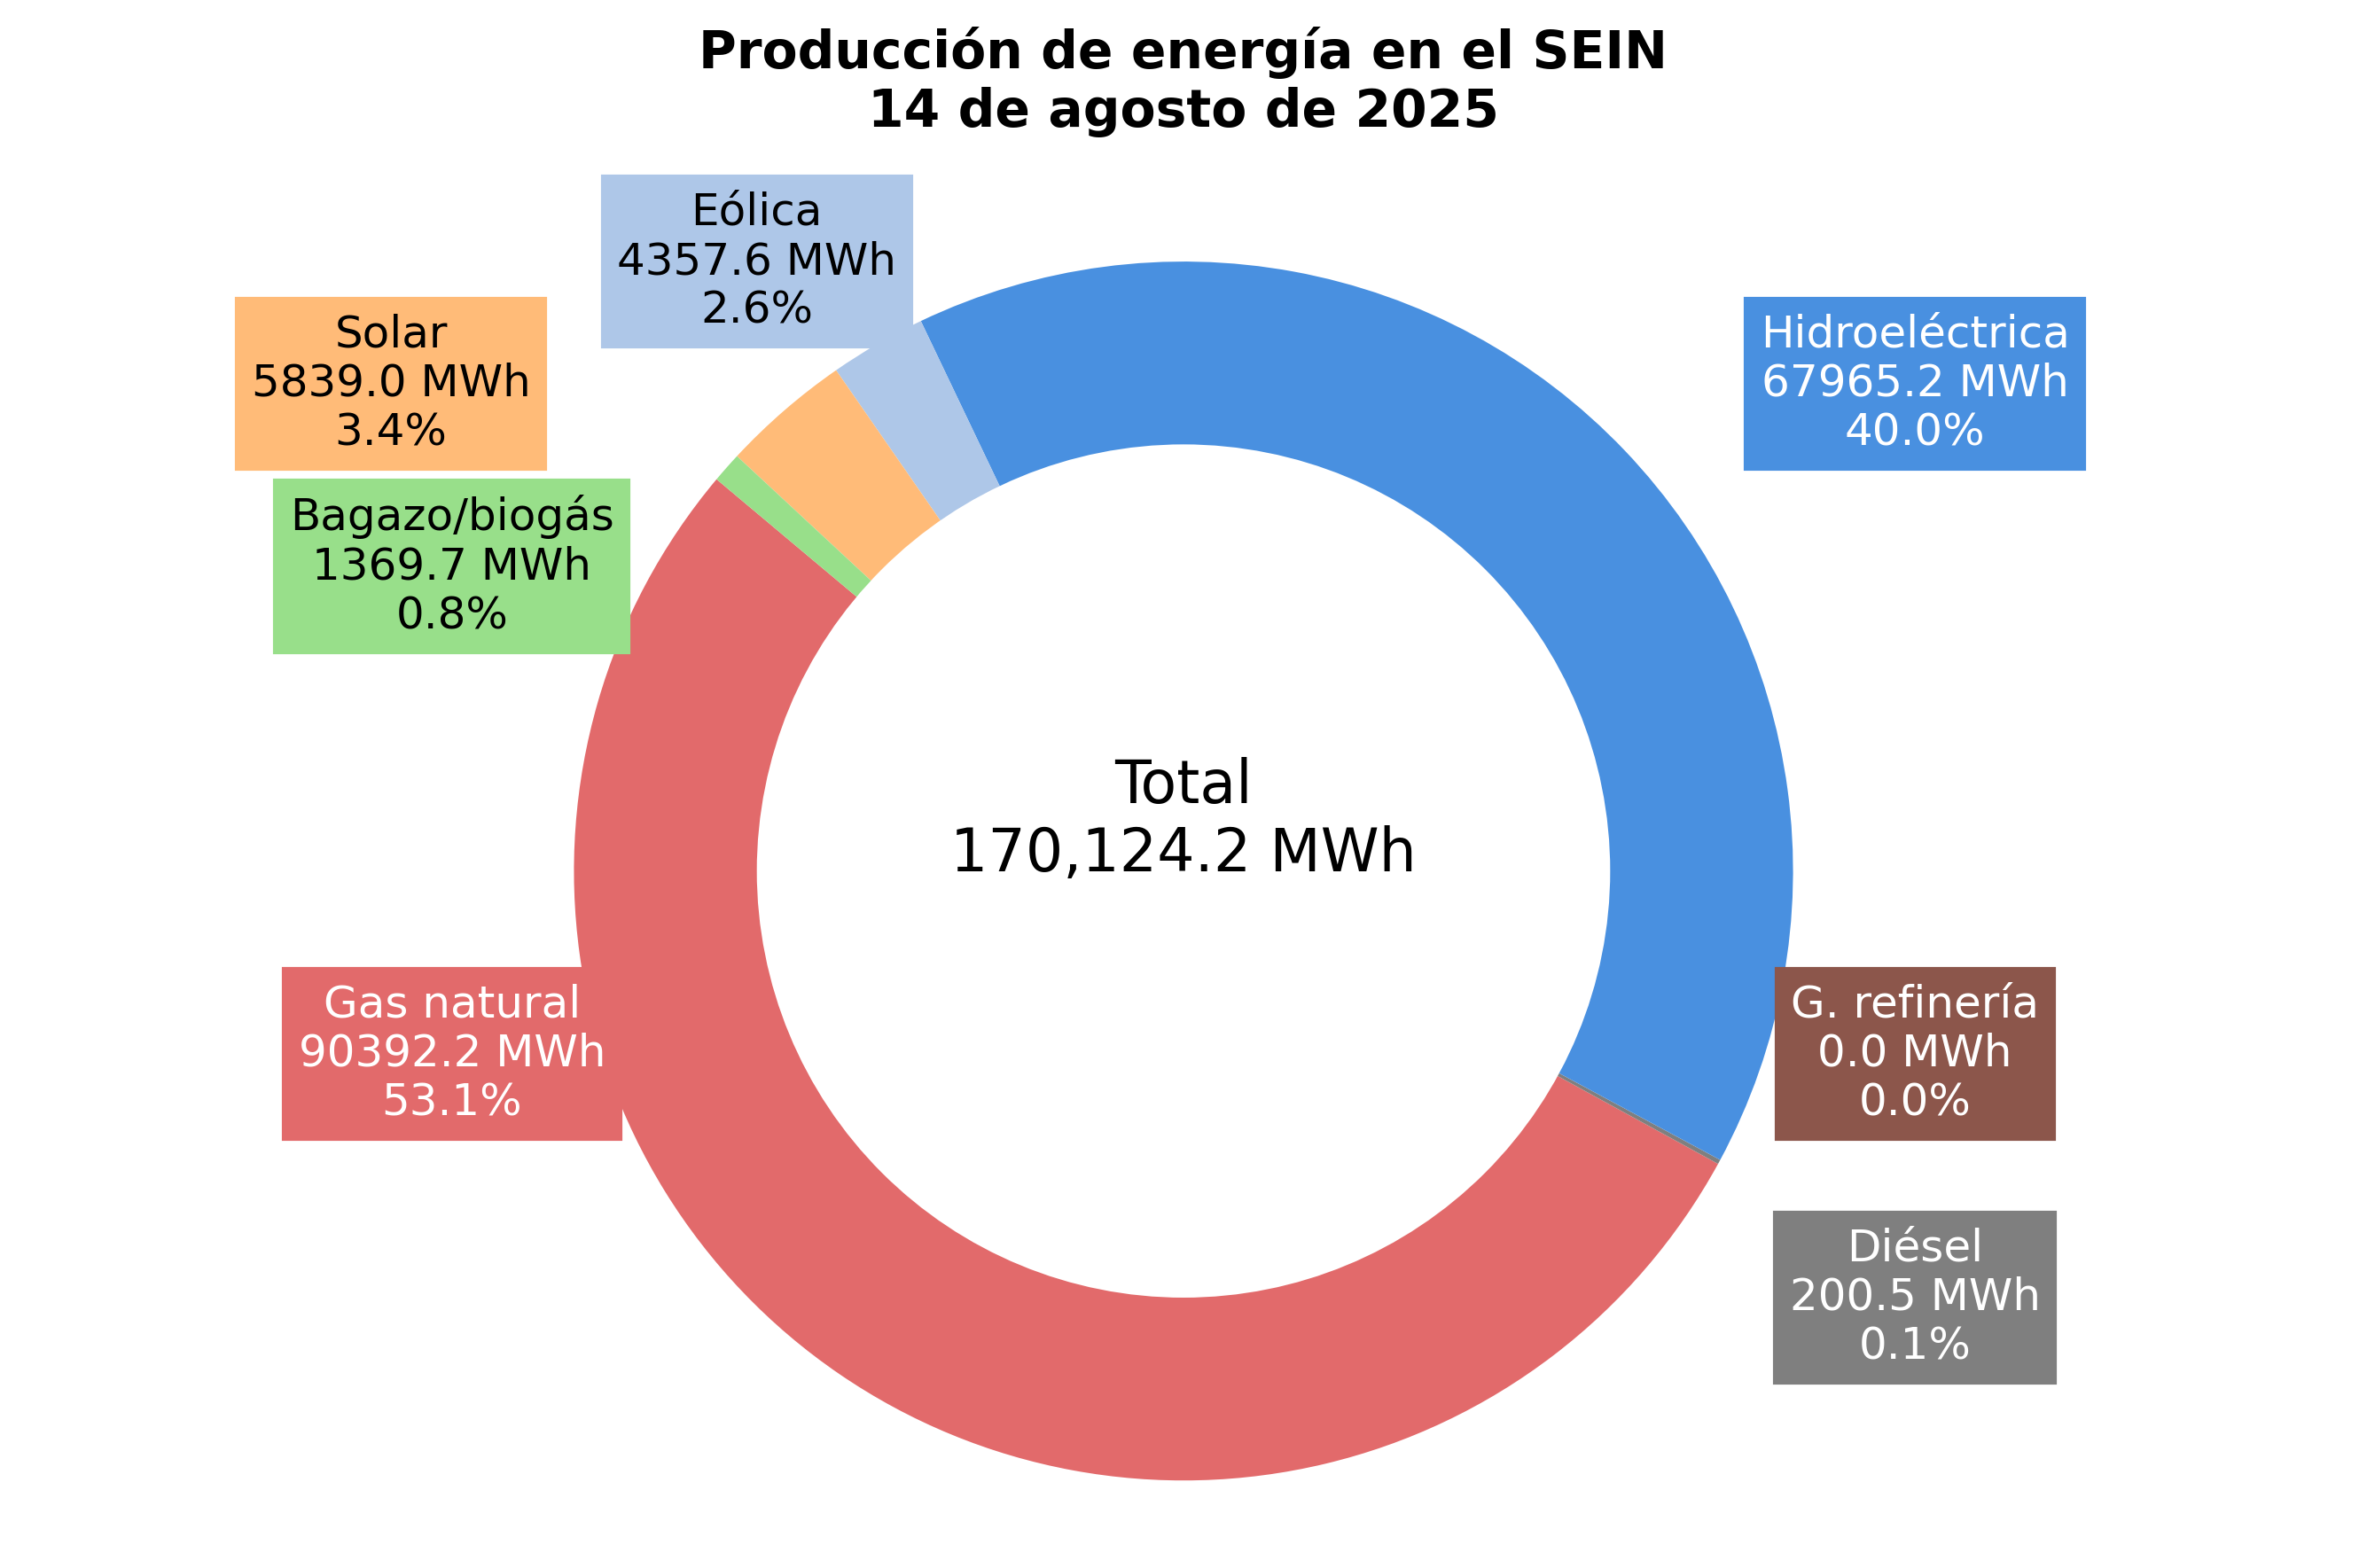 Producción de energía en el SEIN
14 de agosto de 2025
Eólica
4357.6 MWh
2.6%
Solar
5839.0 MWh
3.4%
Hidroeléctrica
67965.2 MWh
40.0%
Bagazo/biogás
1369.7 MWh
0.8%
Total
170,124.2 MWh
Gas natural
90392.2 MWh
53.1%
G. refinería
0.0 MWh
0.0%
Diésel
200.5 MWh
0.1%